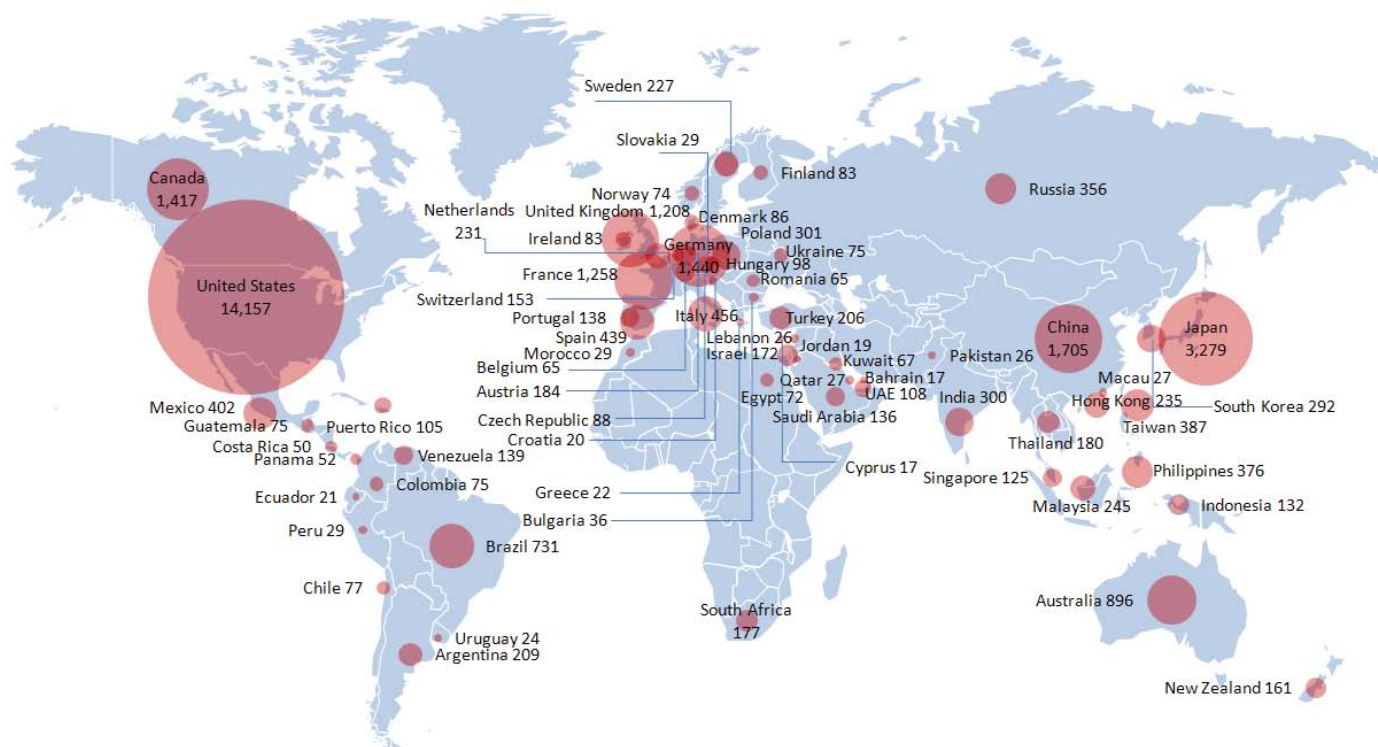 Sweden 227
Slovakia 29
Finland 83
Canada
1,417
Russia 356
Norway 74
Netherlands
231
United Kingdom 1,208
Denmark 86
Poland 301
Ireland 83
Germany
1,440
Ukraine 75
Hungary 98
France 1,258
Romania 65
United States
14,157
Switzerland 153
Portugal 138
Italy 456
Turkey 206
China
1,705
Japan
3,279
Spain 439
Lebanon 26
Jordan 19
Morocco 29
Israel 172
Kuwait 67
Pakistan 26
Belgium 65
Qatar 27
Bahrain 17
Macau 27
Austria 184
Egypt 72
UAE 108
India 300
Hong Kong 235
South Korea 292
Mexico 402
Saudi Arabia 136
Guatemala 75
Puerto Rico 105
Czech Republic 88
Taiwan 387
Costa Rica 50
Croatia 20
Thailand 180
Panama 52
Venezuela 139
Cyprus 17
Singapore 125
Philippines 376
Colombia 75
Ecuador 21
Greece 22
Malaysia 245
Indonesia 132
Bulgaria 36
Peru 29
Brazil 731
Chile 77
South Africa
177
Australia 896
Uruguay 24
Argentina 209
New Zealand 161